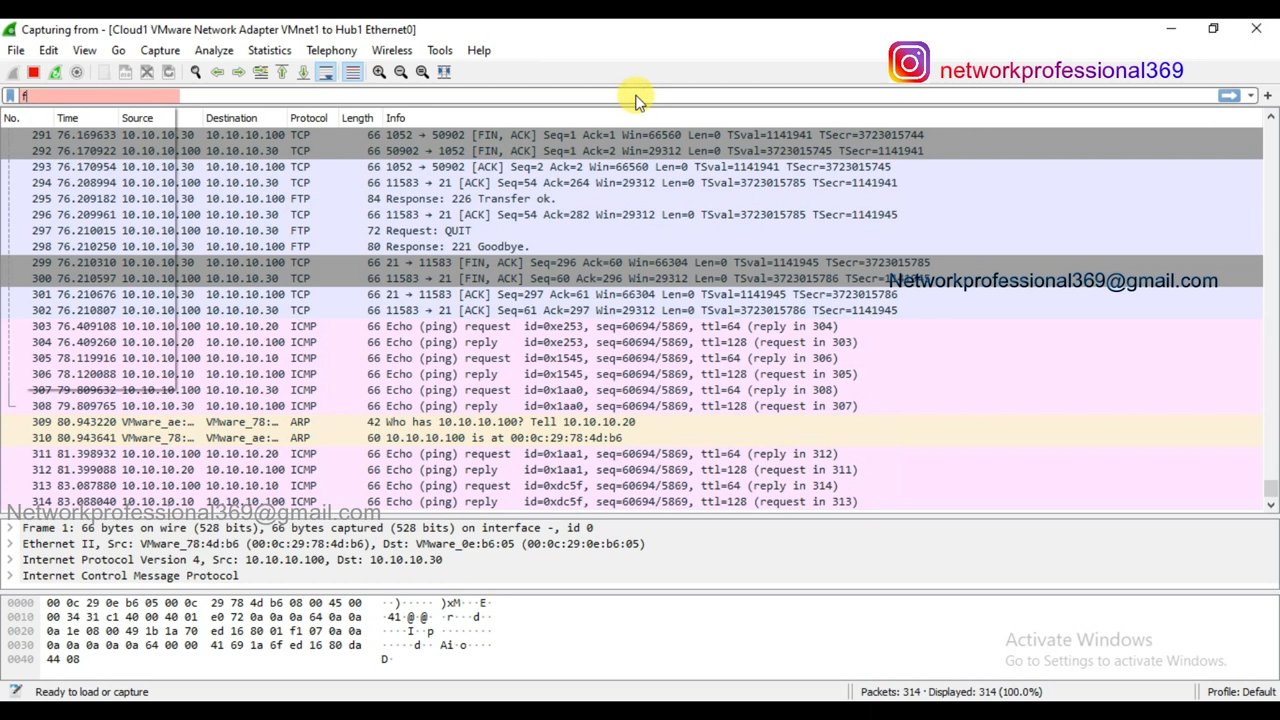 Capturing from - [Cloud1 VMware Network Adapter VMnet1 to Hub1 Ethernet0]
File Edit View Go Capture Analyze Statistics Telephony Wireless Tools Help
networkprofessional369
f
No. Time Source Destination Protocol Length Info
291 76.169633 10.10.10.30 10.10.10.100 TCP 66 1052 → 50902 [FIN, ACK] Seq=1 Ack=1 Win=66560 Len=0 TSval=1141941 TSecr=3723015744
292 76.170922 10.10.10.100 10.10.10.30 TCP 66 50902 → 1052 [FIN, ACK] Seq=1 Ack=2 Win=29312 Len=0 TSval=3723015745 TSecr=1141941
293 76.170954 10.10.10.30 10.10.10.100 TCP 66 1052 → 50902 [ACK] Seq=2 Ack=2 Win=66560 Len=0 TSval=1141941 TSecr=3723015745
294 76.208994 10.10.10.100 10.10.10.30 TCP 66 11583 → 21 [ACK] Seq=54 Ack=264 Win=29312 Len=0 TSval=3723015785 TSecr=1141941
295 76.209182 10.10.10.30 10.10.10.100 FTP 84 Response: 226 Transfer ok.
296 76.209961 10.10.10.100 10.10.10.30 TCP 66 11583 → 21 [ACK] Seq=54 Ack=282 Win=29312 Len=0 TSval=3723015785 TSecr=1141945
297 76.210015 10.10.10.100 10.10.10.30 FTP 72 Request: QUIT
298 76.210250 10.10.10.30 10.10.10.100 FTP 80 Response: 221 Goodbye.
299 76.210310 10.10.10.30 10.10.10.100 TCP 66 21 → 11583 [FIN, ACK] Seq=296 Ack=60 Win=66304 Len=0 TSval=1141945 TSecr=3723015785
300 76.210597 10.10.10.100 10.10.10.30 TCP 66 11583 → 21 [FIN, ACK] Seq=60 Ack=296 Win=29312 Len=0 TSval=3723015786
Networkprofessional369@gmail.com
301 76.210676 10.10.10.30 10.10.10.100 TCP 66 21 → 11583 [ACK] Seq=297 Ack=61 Win=66304 Len=0 TSval=1141945 TSecr=3723015786
302 76.210807 10.10.10.100 10.10.10.30 TCP 66 11583 → 21 [ACK] Seq=61 Ack=297 Win=29312 Len=0 TSval=3723015786 TSecr=1141945
303 76.409108 10.10.10.100 10.10.10.20 ICMP 66 Echo (ping) request id=0xe253, seq=60694/5869, ttl=64 (reply in 304)
304 76.409260 10.10.10.20 10.10.10.100 ICMP 66 Echo (ping) reply id=0xe253, seq=60694/5869, ttl=128 (request in 303)
305 78.119916 10.10.10.100 10.10.10.10 ICMP 66 Echo (ping) request id=0x1545, seq=60694/5869, ttl=64 (reply in 306)
306 78.120088 10.10.10.10 10.10.10.100 ICMP 66 Echo (ping) reply id=0x1545, seq=60694/5869, ttl=128 (request in 305)
307 79.809632 10.10.10.100 10.10.10.30 ICMP 66 Echo (ping) request id=0x1aa0, seq=60694/5869, ttl=64 (reply in 308)
308 79.809765 10.10.10.30 10.10.10.100 ICMP 66 Echo (ping) reply id=0x1aa0, seq=60694/5869, ttl=128 (request in 307)
309 80.943220 VMware_ae:… VMware_78:… ARP 42 Who has 10.10.10.100? Tell 10.10.10.20
310 80.943641 VMware_78:… VMware_ae:… ARP 60 10.10.10.100 is at 00:0c:29:78:4d:b6
311 81.398932 10.10.10.100 10.10.10.20 ICMP 66 Echo (ping) request id=0x1aa1, seq=60694/5869, ttl=64 (reply in 312)
312 81.399088 10.10.10.20 10.10.10.100 ICMP 66 Echo (ping) reply id=0x1aa1, seq=60694/5869, ttl=128 (request in 311)
313 83.087880 10.10.10.100 10.10.10.10 ICMP 66 Echo (ping) request id=0xdc5f, seq=60694/5869, ttl=64 (reply in 314)
314 83.088040 10.10.10.10 10.10.10.100 ICMP 66 Echo (ping) reply id=0xdc5f, seq=60694/5869, ttl=128 (request in 313)
Networkprofessional369@gmail.com
Frame 1: 66 bytes on wire (528 bits), 66 bytes captured (528 bits) on interface -, id 0
Ethernet II, Src: VMware_78:4d:b6 (00:0c:29:78:4d:b6), Dst: VMware_0e:b6:05 (00:0c:29:0e:b6:05)
Internet Protocol Version 4, Src: 10.10.10.100, Dst: 10.10.10.30
Internet Control Message Protocol
0000 00 0c 29 0e b6 05 00 0c 29 78 4d b6 08 00 45 00 ··)····· )xM···E·
0010 00 34 31 c1 40 00 40 01 e0 72 0a 0a 0a 64 0a 0a ·41·@·@· ·r···d··
0020 0a 1e 08 00 49 1b 1a 70 ed 16 80 01 f1 07 0a 0a ····I··p ········
0030 0a 0a 0a 0a 0a 64 00 00 41 69 1a 6f ed 16 80 da ·····d·· Ai·o····
0040 44 08 D·
Activate Windows
Go to Settings to activate Windows.
Ready to load or capture Packets: 314 · Displayed: 314 (100.0%) Profile: Default